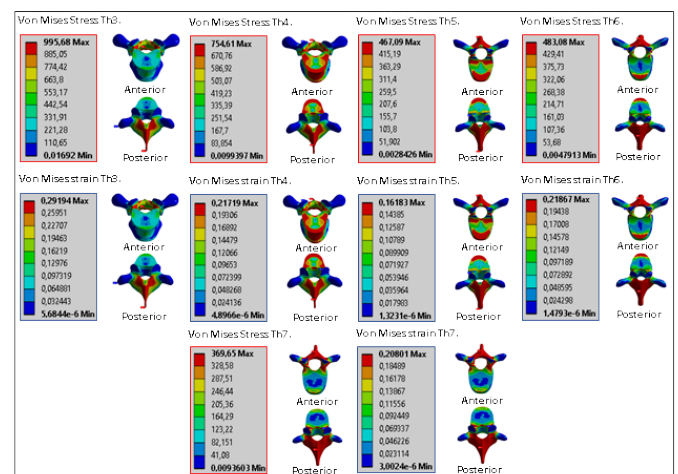 Von Mises Stress Th3.
995,68 Max
885,05
774,42
663,8
553,17
442,54
331,91
221,28
110,65
0,01692 Min
Anterior
Posterior
Von Mises Stress Th4.
754,61 Max
670,76
586,92
503,07
419,23
335,39
251,54
167,7
83,854
0,0099397 Min
Anterior
Posterior
Von Mises Stress Th5.
467,09 Max
415,19
363,29
311,4
259,5
207,6
155,7
103,8
51,902
0,0028426 Min
Anterior
Posterior
Von Mises Stress Th6.
483,08 Max
429,41
375,73
322,06
268,38
214,71
161,03
107,36
53,68
0,0047913 Min
Anterior
Posterior
Von Mises strain Th3.
0,29194 Max
0,25951
0,22707
0,19463
0,16219
0,12976
0,097319
0,064881
0,032443
5,6844e-6 Min
Anterior
Posterior
Von Mises strain Th4.
0,21719 Max
0,19306
0,16892
0,14479
0,12066
0,09653
0,072399
0,048268
0,024136
4,8966e-6 Min
Anterior
Posterior
Von Mises strain Th5.
0,16183 Max
0,14385
0,12587
0,10789
0,089909
0,071927
0,053946
0,035964
0,017983
1,3231e-6 Min
Anterior
Posterior
Von Mises strain Th6.
0,21867 Max
0,19438
0,17008
0,14578
0,12149
0,097189
0,072892
0,048595
0,024298
1,4793e-6 Min
Anterior
Posterior
Von Mises Stress Th7.
369,65 Max
328,58
287,51
246,44
205,36
164,29
123,22
82,151
41,08
0,0093603 Min
Anterior
Posterior
Von Mises strain Th7.
0,20801 Max
0,18489
0,16178
0,13867
0,11556
0,092449
0,069337
0,046226
0,023114
3,0024e-6 Min
Anterior
Posterior